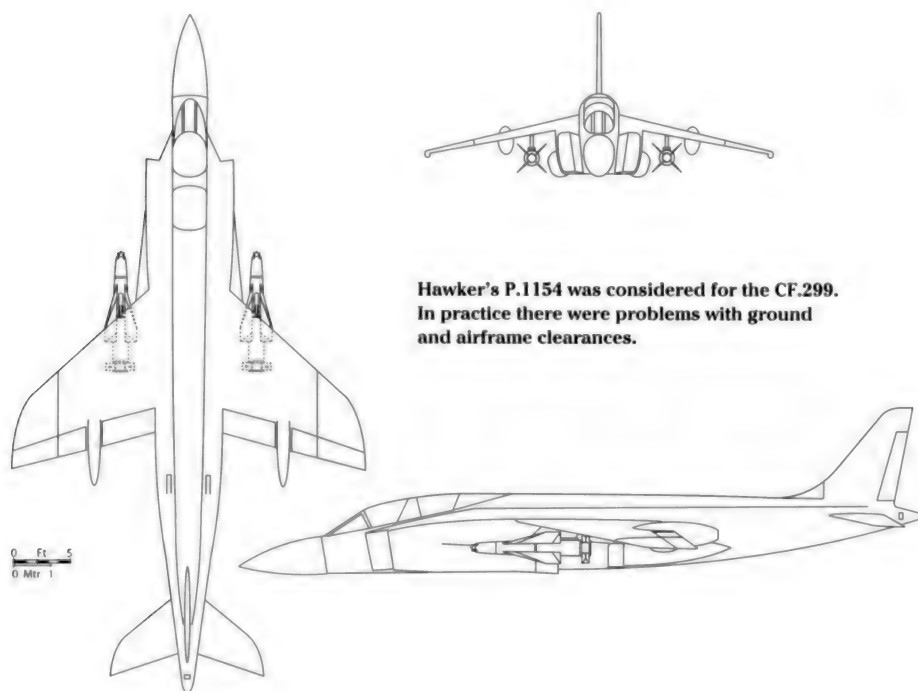 Hawker's P.1154 was considered for the CF.299.
In practice there were problems with ground
and airframe clearances.
0 Ft 5
0 Mtr 1